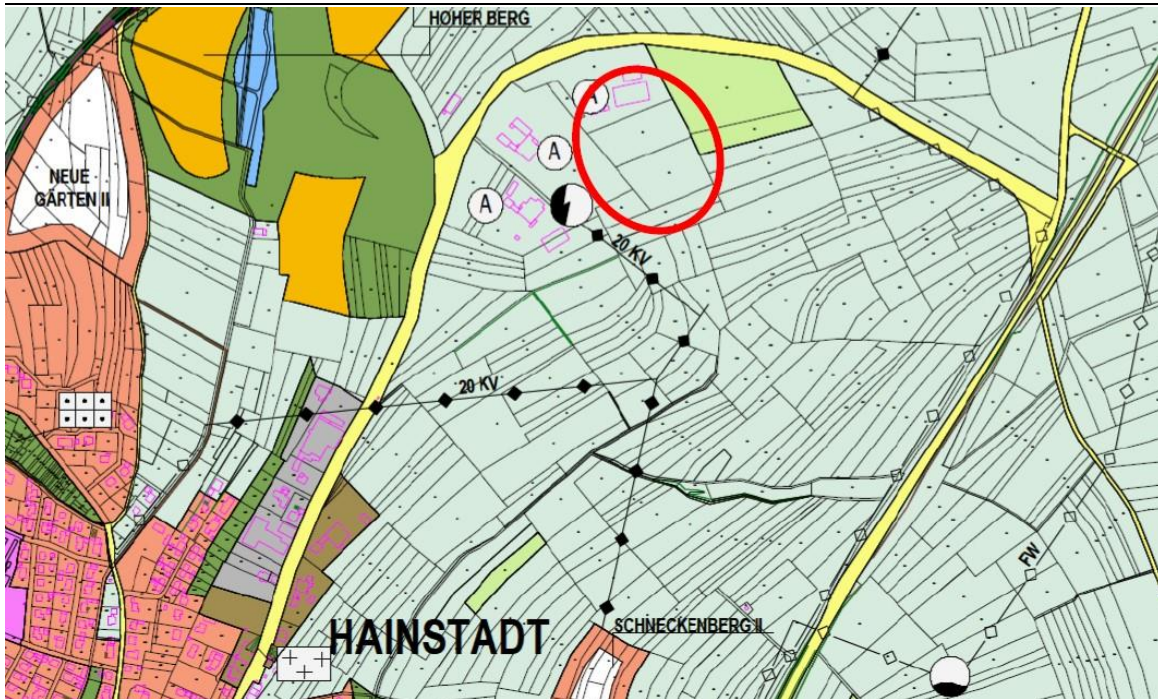 HOHER BERG
A
NEUE
GÄRTEN II
A
A
20 KV
20 KV
FW
HAINSTADT
SCHNECKENBERG II